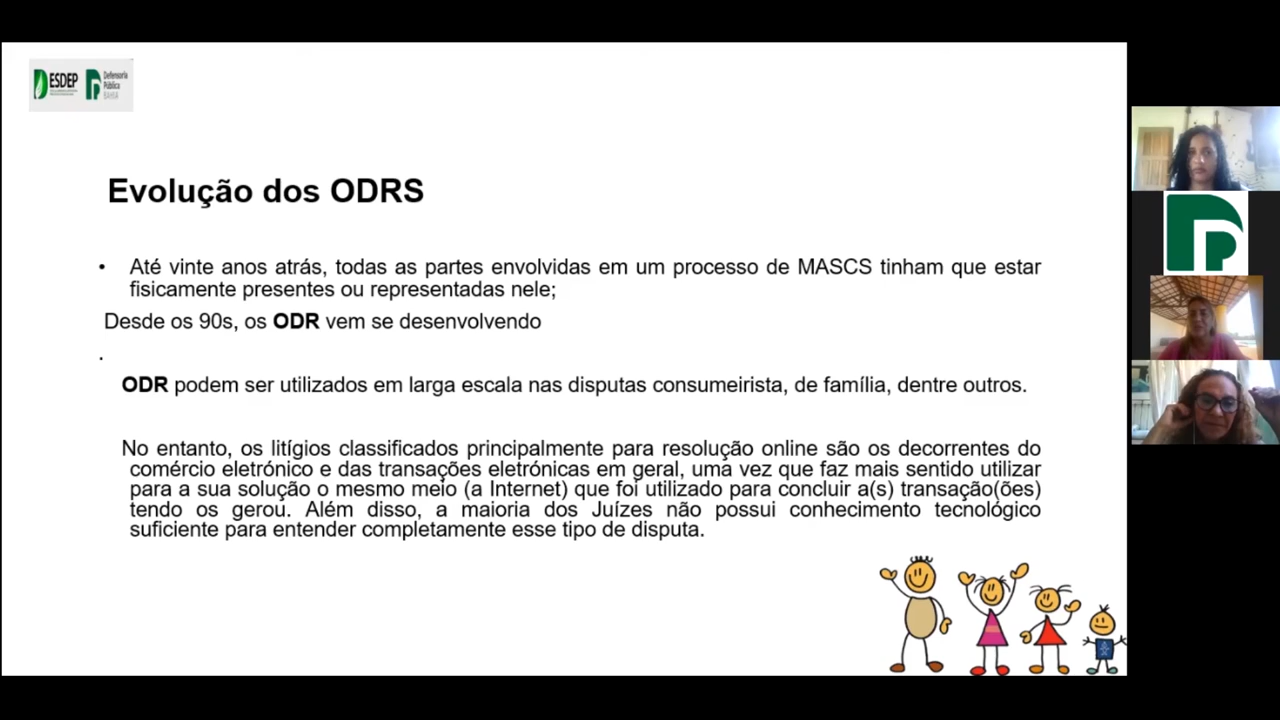 ESDEP
Defensoria
Pública
BAHIA
Evolução dos ODRS
• Até vinte anos atrás, todas as partes envolvidas em um processo de MASCS tinham que estar
fisicamente presentes ou representadas nele;
Desde os 90s, os ODR vem se desenvolvendo
.
ODR podem ser utilizados em larga escala nas disputas consumeirista, de família, dentre outros.
No entanto, os litígios classificados principalmente para resolução online são os decorrentes do
comércio eletrónico e das transações eletrónicas em geral, uma vez que faz mais sentido utilizar
para a sua solução o mesmo meio (a Internet) que foi utilizado para concluir a(s) transação(ões)
tendo os gerou. Além disso, a maioria dos Juízes não possui conhecimento tecnológico
suficiente para entender completamente esse tipo de disputa.